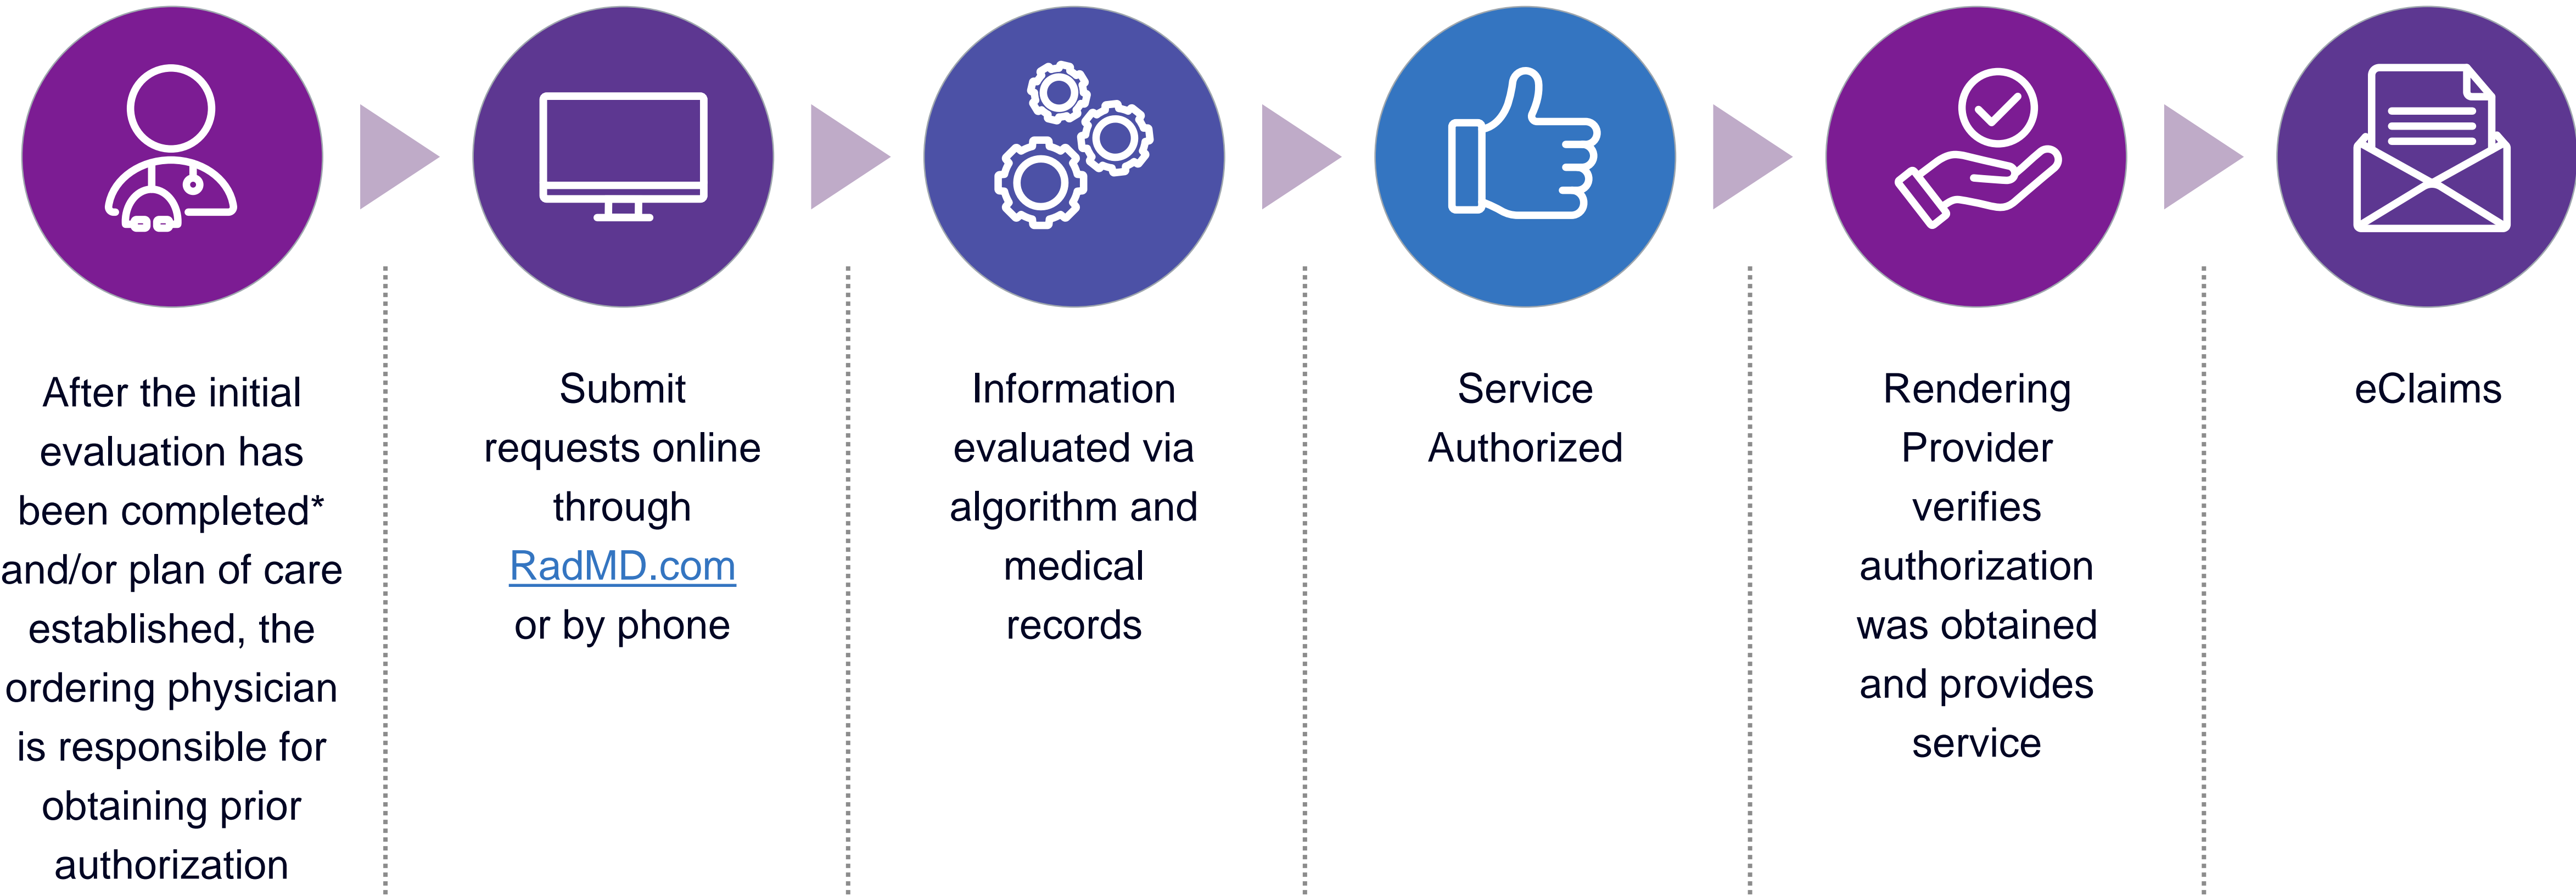 After the initial
evaluation has
been completed*
and/or plan of care
established, the
ordering physician
is responsible for
obtaining prior
authorization
Submit
requests online
through
RadMD.com
or by phone
Information
evaluated via
algorithm and
medical
records
Service
Authorized
Rendering
Provider
verifies
authorization
was obtained
and provides
service
eClaims